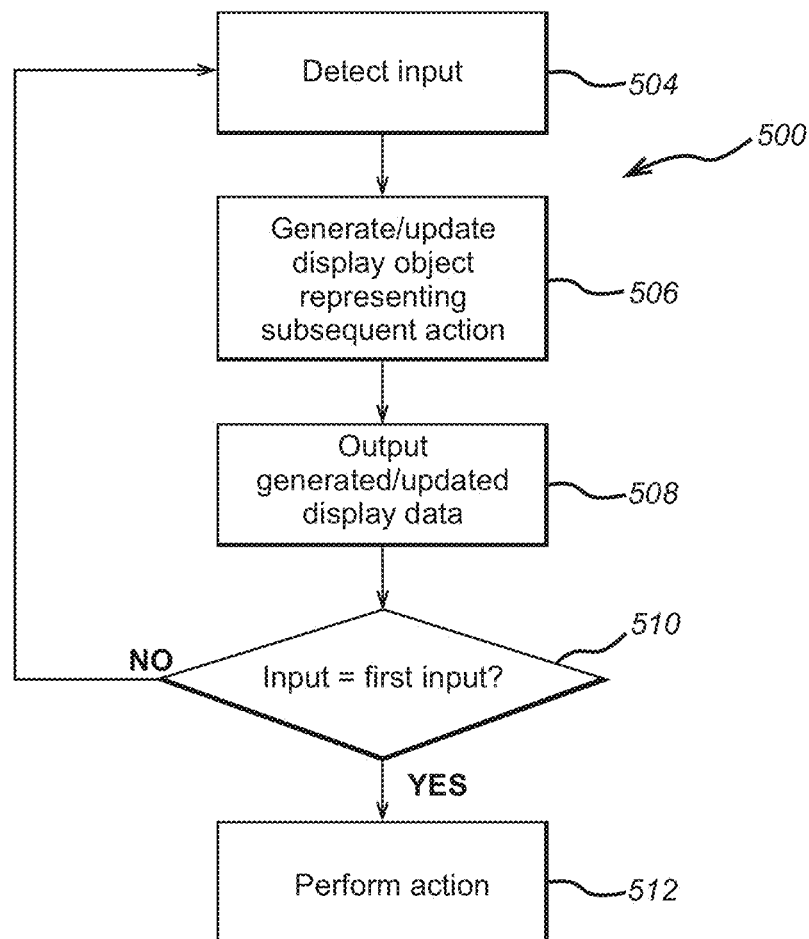 Detect input
504
500
Generate/update
display object
representing
subsequent action
506
Output
generated/updated
display data
508
510
NO
Input = first input?
YES
Perform action
512